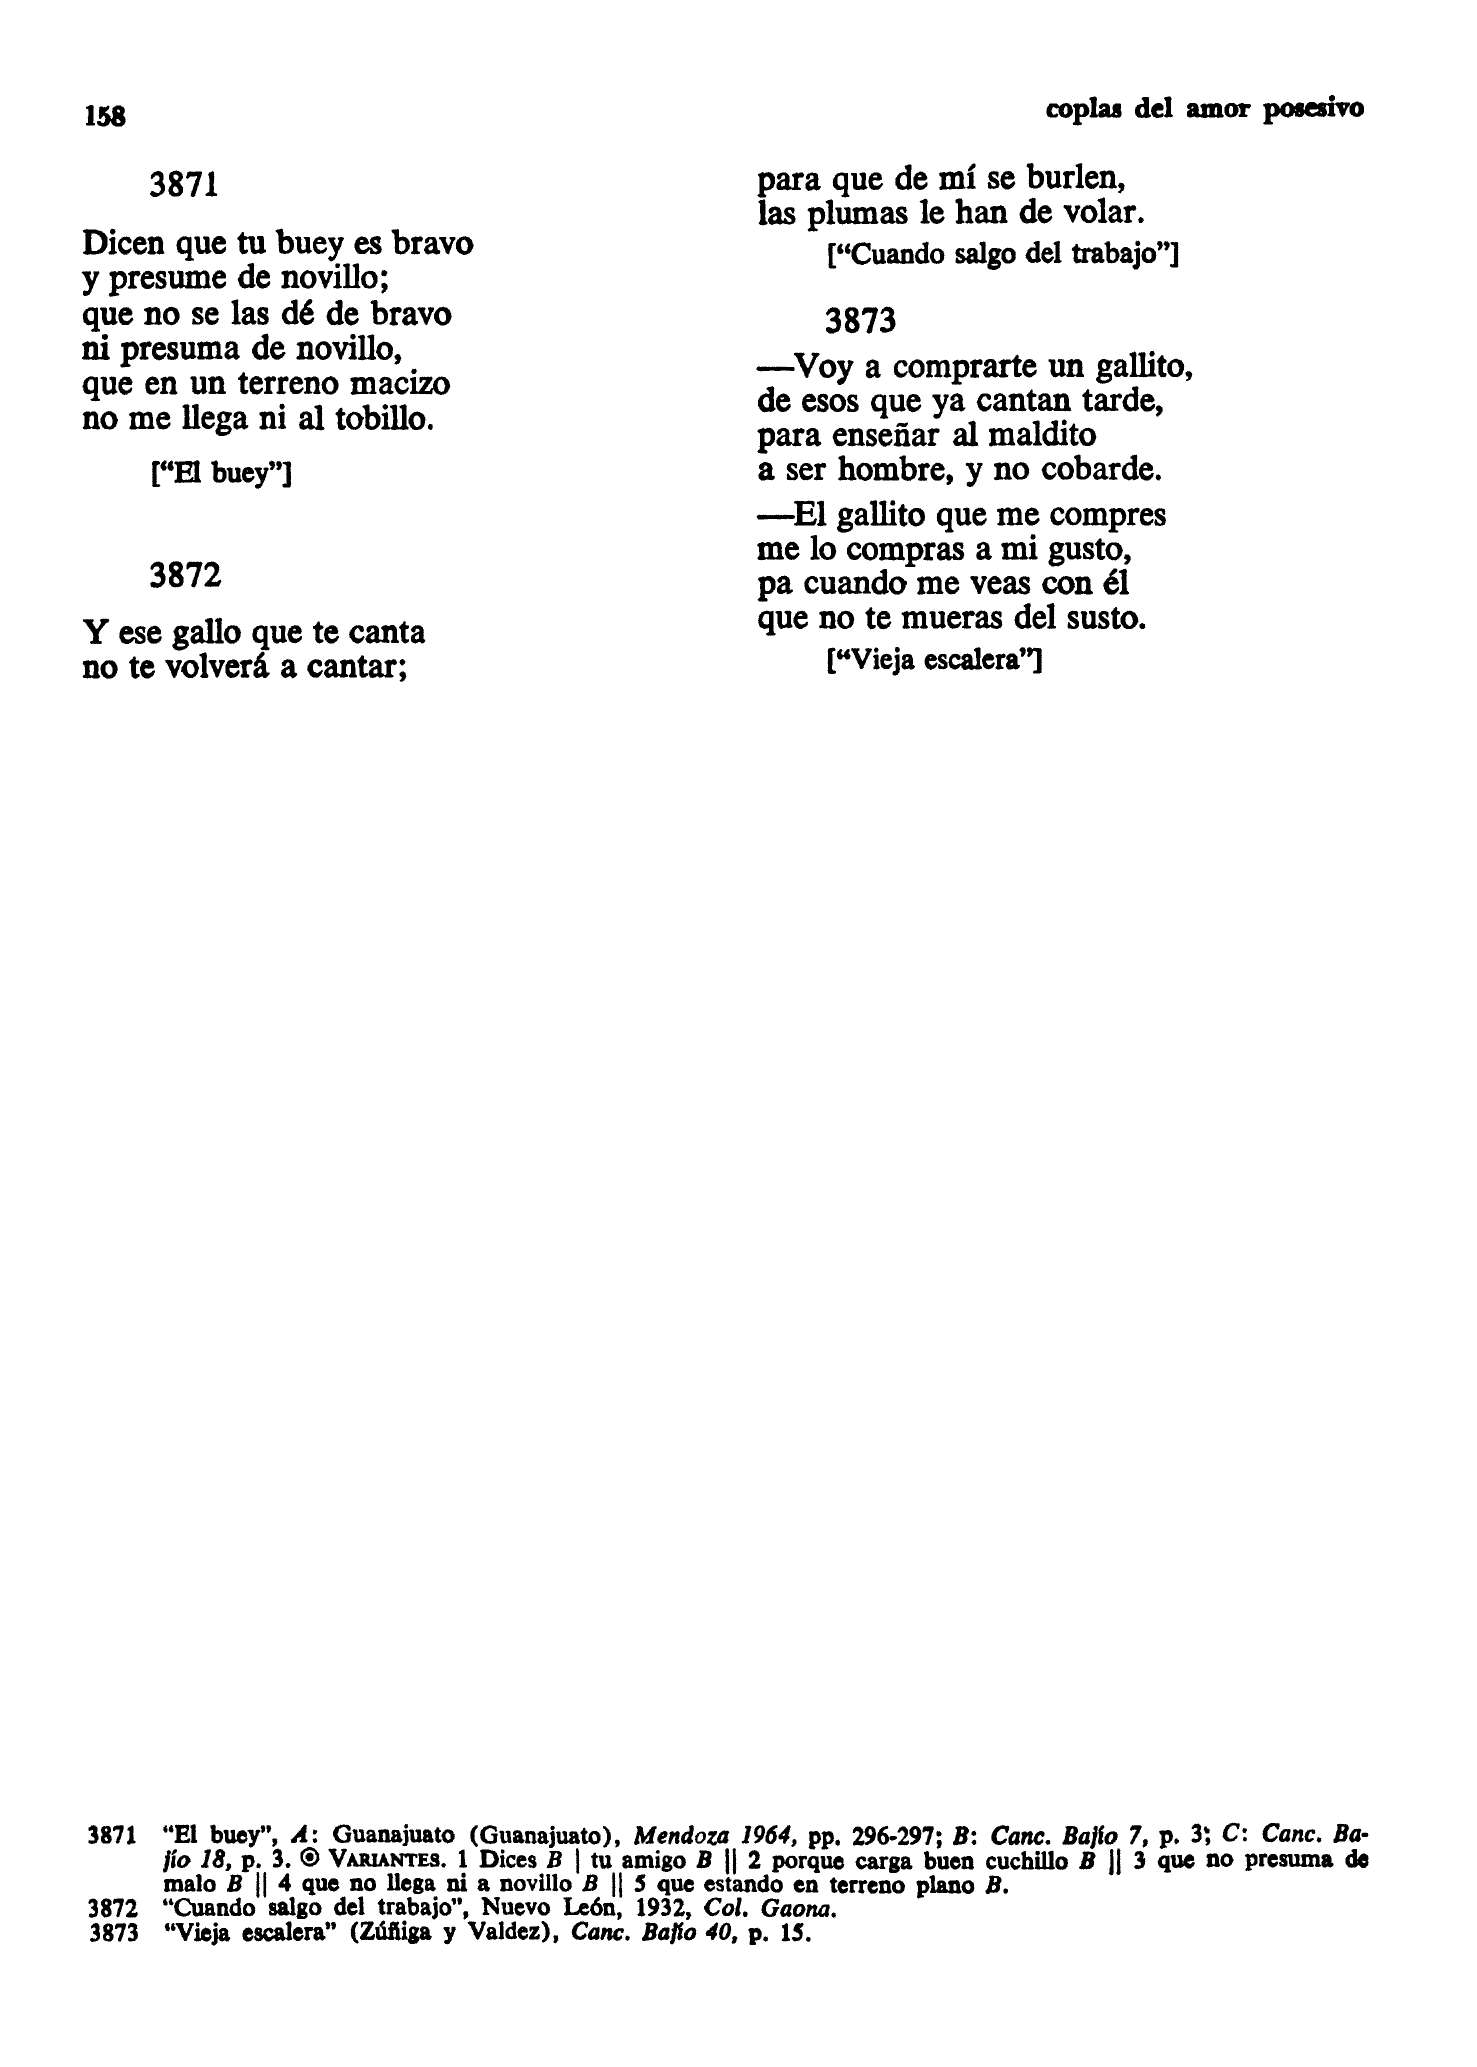 158
coplas del amor posesivo
3871
Dicen que tu buey es bravo
y presume de novillo;
que no se las dé de bravo
ni presuma de novillo,
que en un terreno macizo
no me llega ni al tobillo.
[“El buey”]
3872
Y ese gallo que te canta
no te volverá a cantar;
para que de mí se burlen,
las plumas le han de volar.
[“Cuando salgo del trabajo”]
3873
—Voy a comprarte un gallito,
de esos que ya cantan tarde,
para enseñar al maldito
a ser hombre, y no cobarde.
—El gallito que me compres
me lo compras a mi gusto,
pa cuando me veas con él
que no te mueras del susto.
[“Vieja escalera”]
3871 “El buey”, A: Guanajuato (Guanajuato), Mendoza 1964, pp. 296-297; B: Canc. Bajío 7, p. 3; C: Canc. Ba-
jío 18, p. 3. ⊙ VARIANTES. 1 Dices B | tu amigo B || 2 porque carga buen cuchillo B || 3 que no presuma de
malo B || 4 que no llega ni a novillo B || 5 que estando en terreno plano B.
3872 “Cuando salgo del trabajo”, Nuevo León, 1932, Col. Gaona.
3873 “Vieja escalera” (Zúñiga y Valdez), Canc. Bajío 40, p. 15.